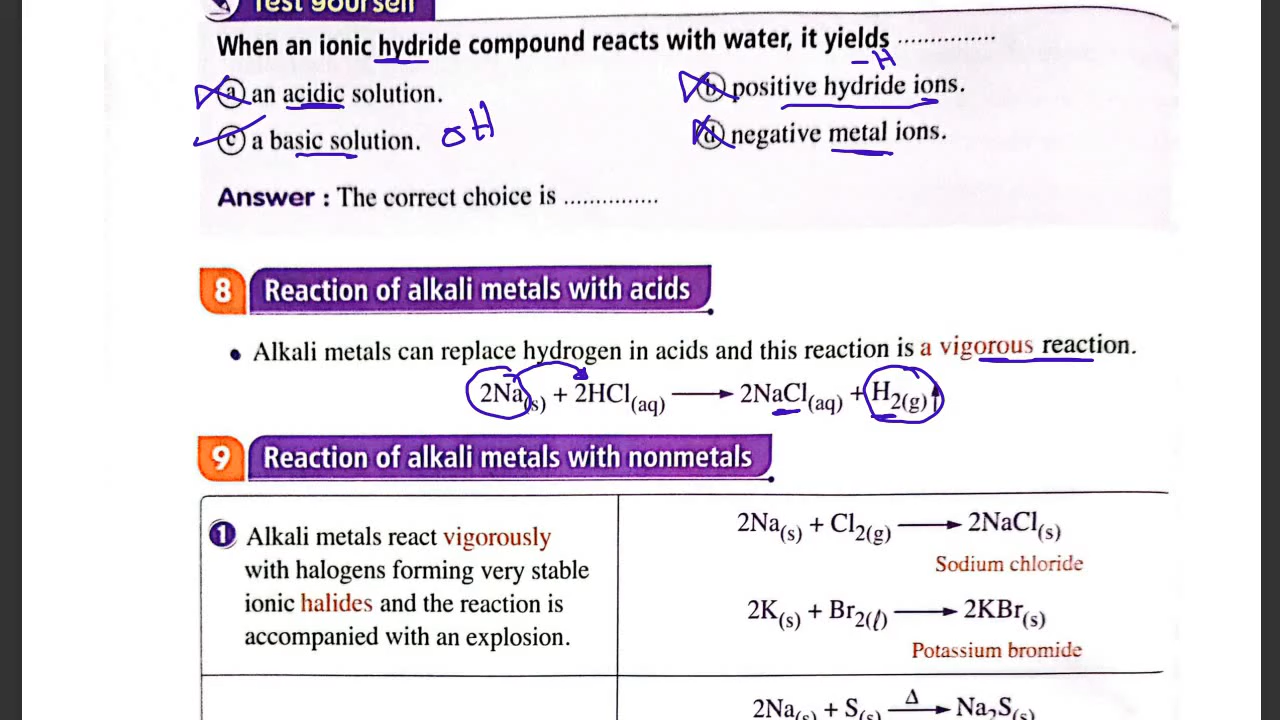 Test yourself
When an ionic hydride compound reacts with water, it yields ...............
-H
ⓐ an acidic solution.
ⓑ positive hydride ions.
ⓒ a basic solution. OH
ⓓ negative metal ions.
Answer : The correct choice is ...............
8 Reaction of alkali metals with acids
• Alkali metals can replace hydrogen in acids and this reaction is a vigorous reaction.
2Na(s) + 2HCl(aq) ⟶ 2NaCl(aq) + H2(g)↑
9 Reaction of alkali metals with nonmetals
1 Alkali metals react vigorously
with halogens forming very stable
ionic halides and the reaction is
accompanied with an explosion.
2Na(s) + Cl2(g) ⟶ 2NaCl(s)
Sodium chloride
2K(s) + Br2(ℓ) ⟶ 2KBr(s)
Potassium bromide
2Na(s) + S(s) —Δ→ Na2S(s)